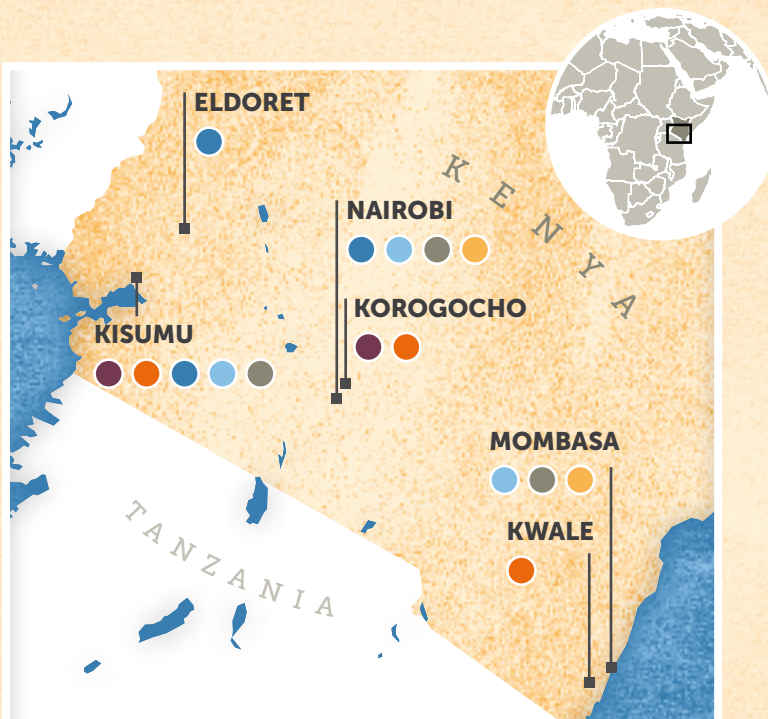 ELDORET
KENYA
NAIROBI
KOROGOCHO
KISUMU
MOMBASA
KWALE
TANZANIA